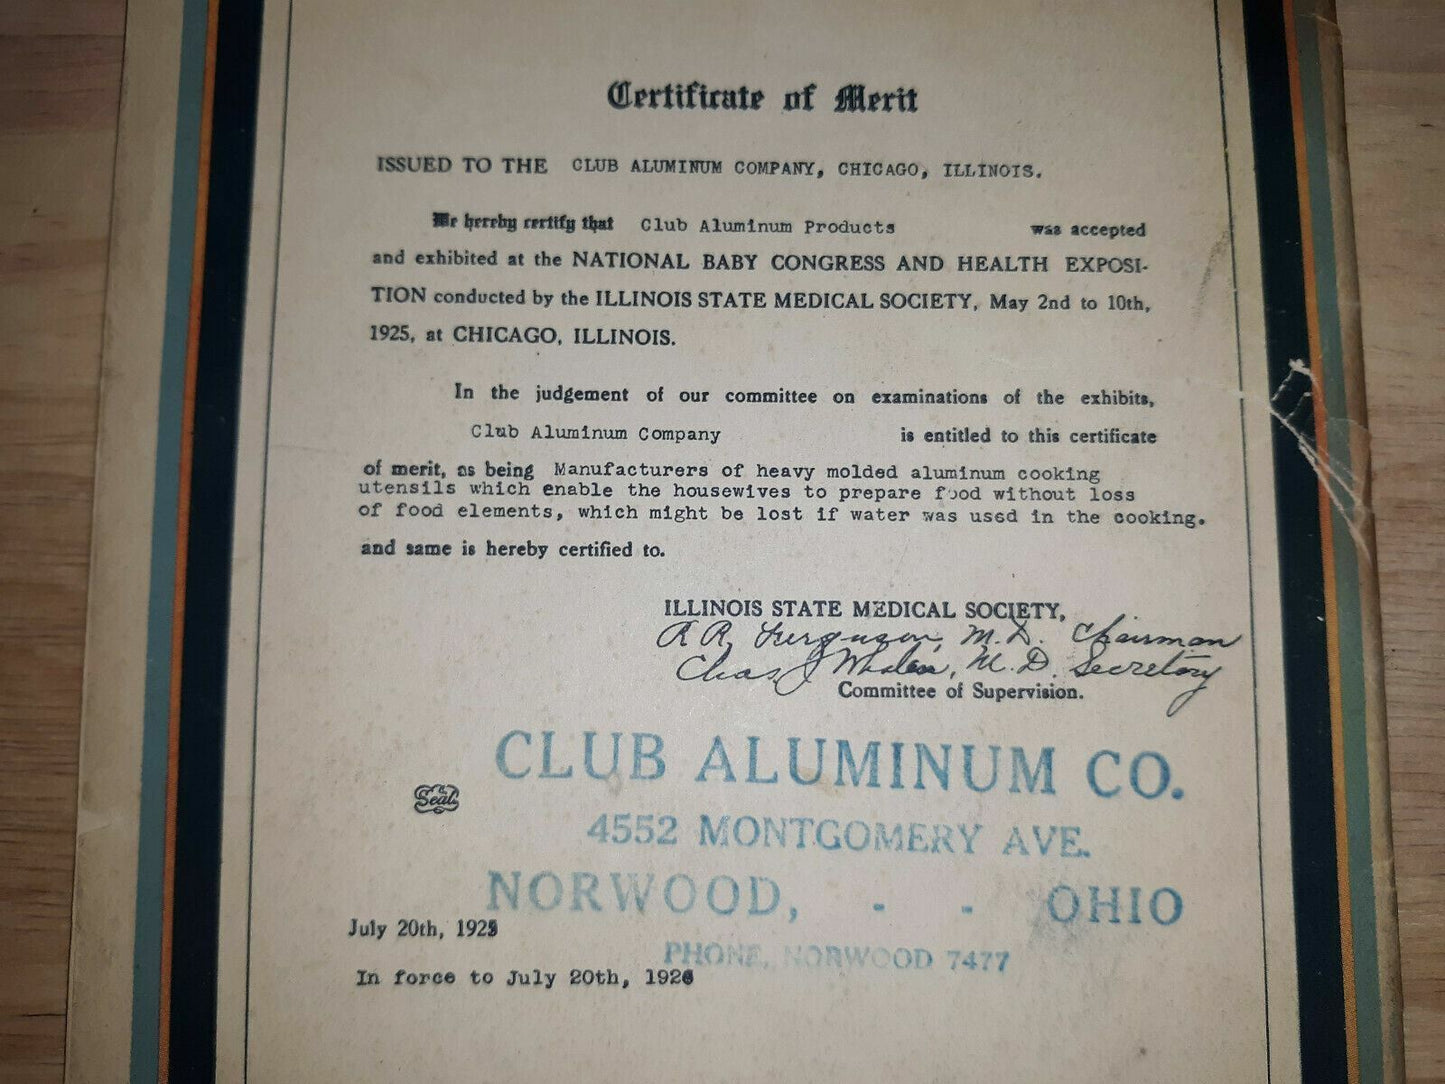 Certificate of Merit
ISSUED TO THE CLUB ALUMINUM COMPANY, CHICAGO, ILLINOIS.
We hereby certify that Club Aluminum Products was accepted
and exhibited at the NATIONAL BABY CONGRESS AND HEALTH EXPOSI-
TION conducted by the ILLINOIS STATE MEDICAL SOCIETY, May 2nd to 10th,
1925, at CHICAGO, ILLINOIS.
In the judgement of our committee on examinations of the exhibits,
Club Aluminum Company is entitled to this certificate
of merit, as being Manufacturers of heavy molded aluminum cooking
utensils which enable the housewives to prepare food without loss
of food elements, which might be lost if water was used in the cooking.
and same is hereby certified to.
ILLINOIS STATE MEDICAL SOCIETY,
R R Ferguson, M.D. Chairman
Chas J Whalen, M.D. Secretory
Committee of Supervision.
CLUB ALUMINUM CO.
Seal
4552 MONTGOMERY AVE.
NORWOOD, - - OHIO
July 20th, 1925
PHONE, NORWOOD 7477
In force to July 20th, 1926